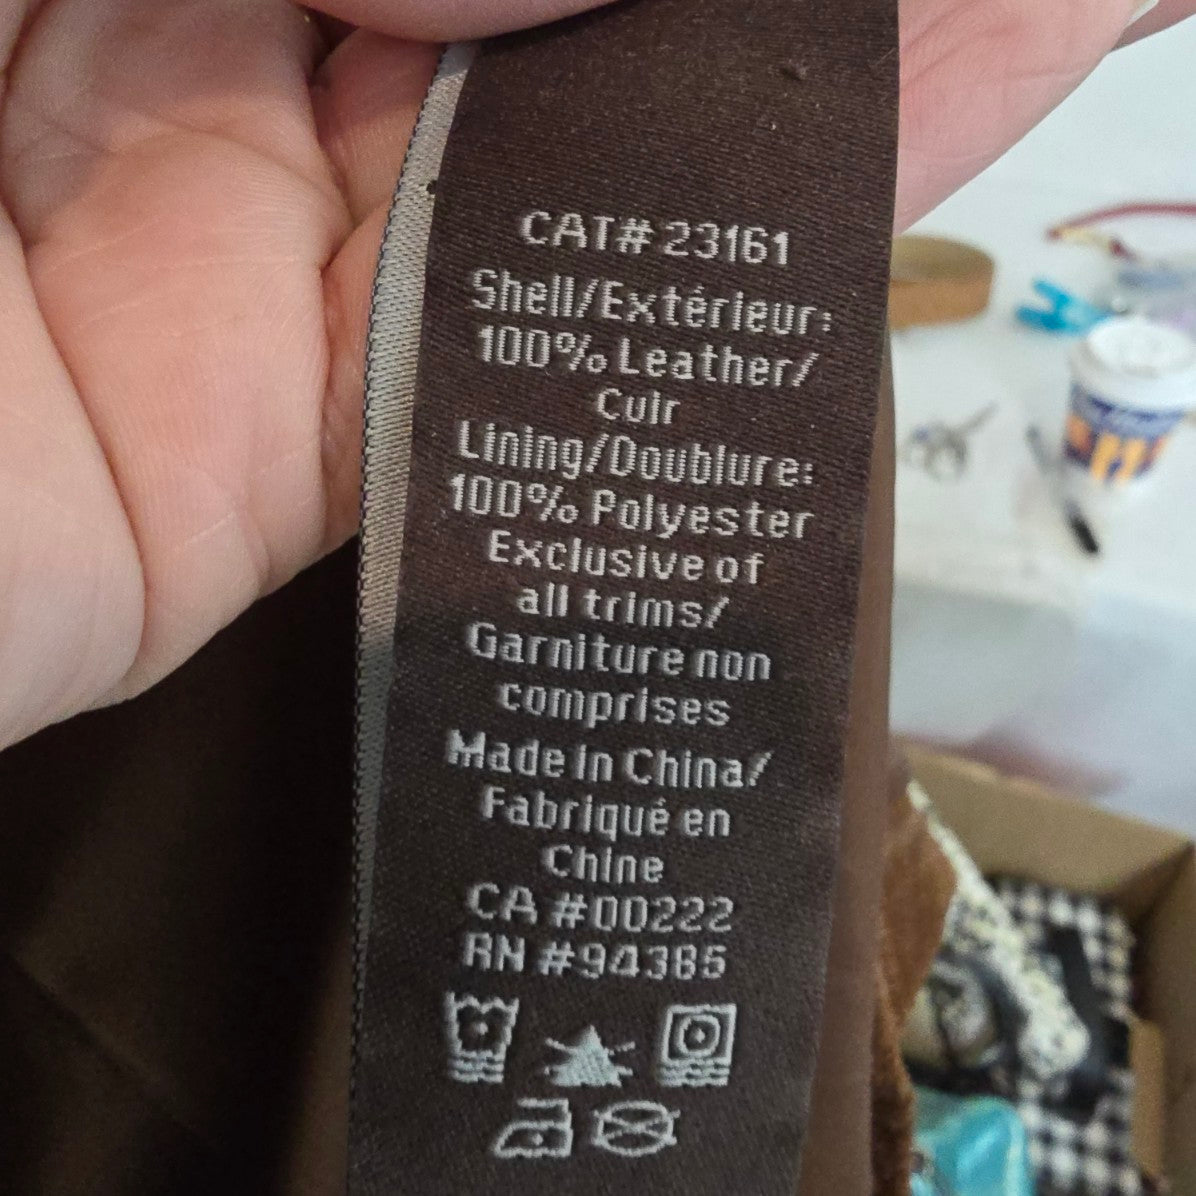 CAT# 23161
Shell/Extérieur:
100% Leather/
Cuir
Lining/Doublure:
100% Polyester
Exclusive of
all trims/
Garniture non
comprises
Made in China/
Fabriqué en
Chine
CA #00222
RN #94385